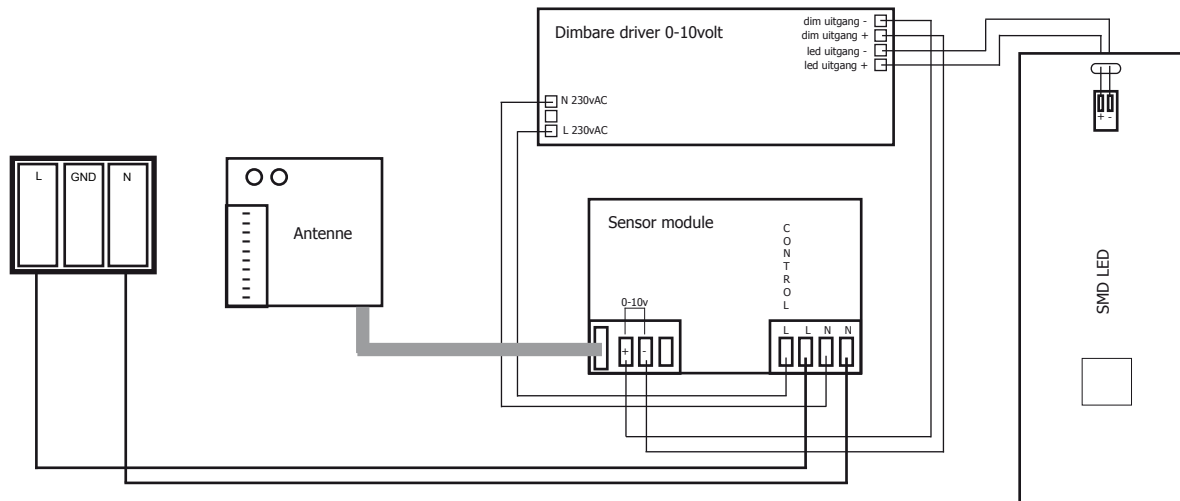 Dimbare driver 0-10volt
dim uitgang -
dim uitgang +
led uitgang -
led uitgang +
N 230vAC
L 230vAC
+ -
L GND N
Antenne
Sensor module
CONTROL
0-10v
+ -
L L N N
SMD LED